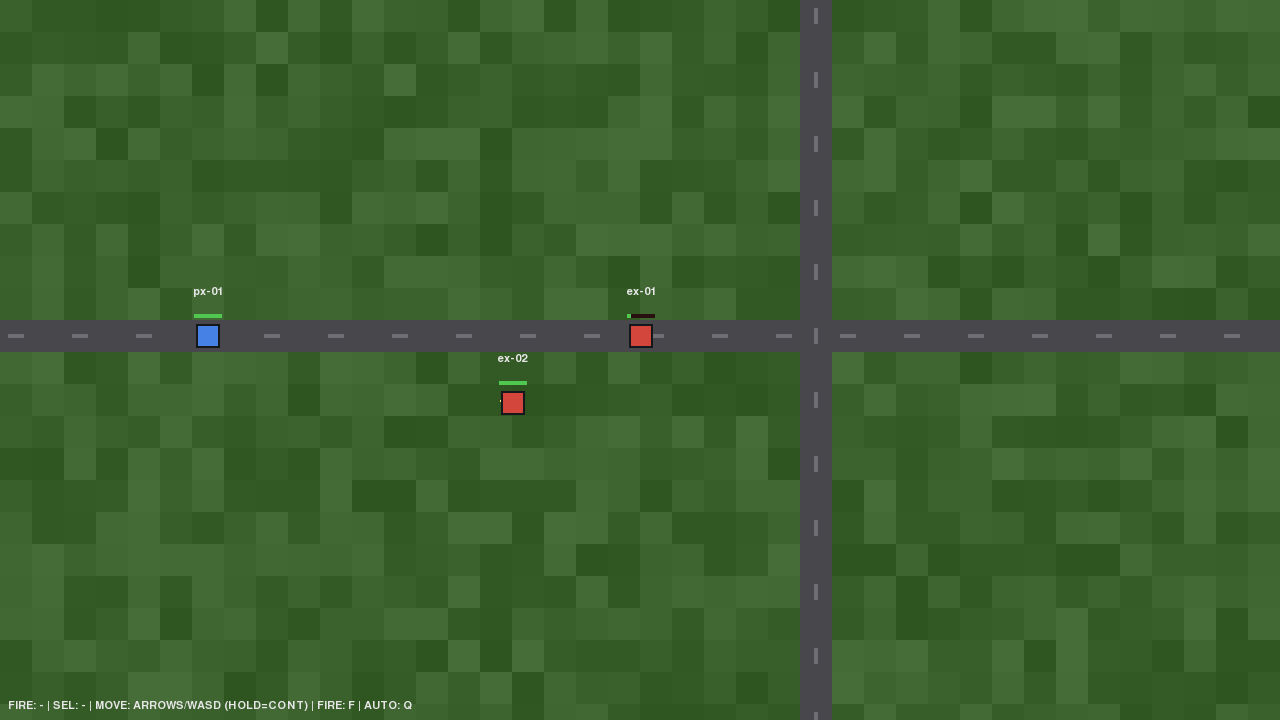 px-01
ex-01
ex-02
FIRE: - | SEL: - | MOVE: ARROWS/WASD (HOLD=CONT) | FIRE: F | AUTO: Q